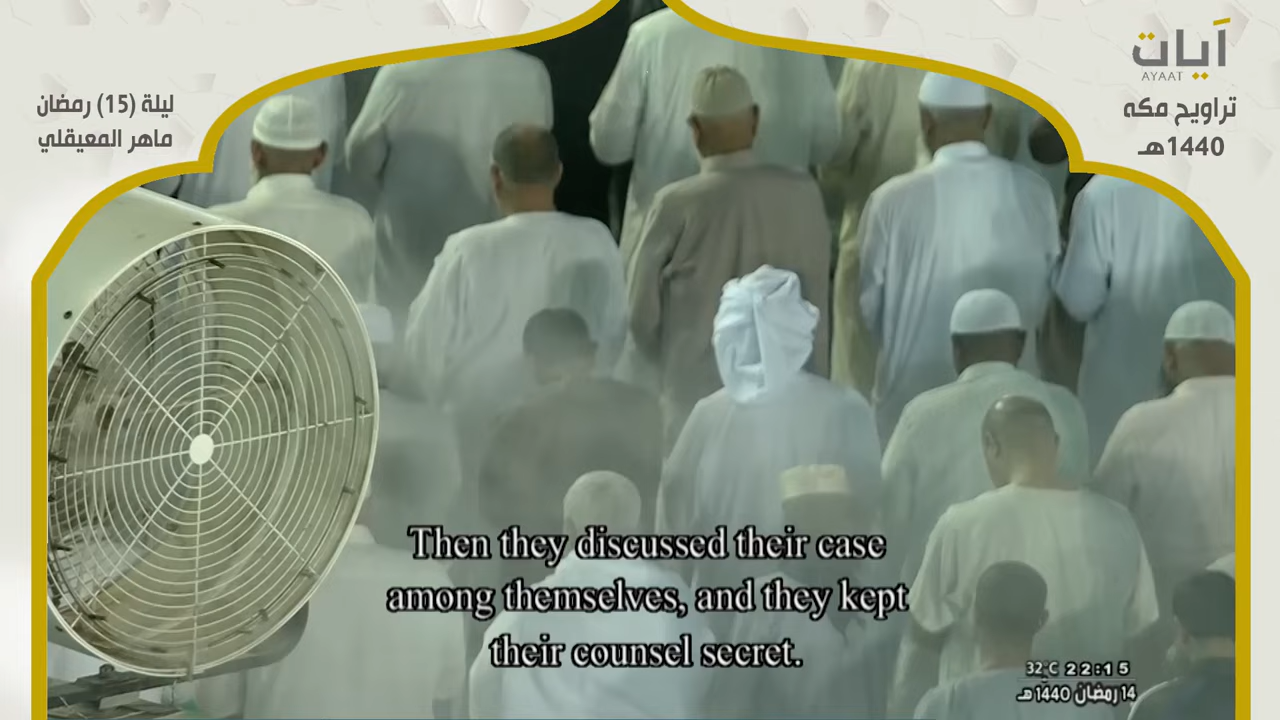 آيات
AYAAT
تراويح مكه
1440هـ
ليلة (15) رمضان
ماهر المعيقلي
Then they discussed their case
among themselves, and they kept
their counsel secret.
32°C 22:15
14 رمضان 1440هـ